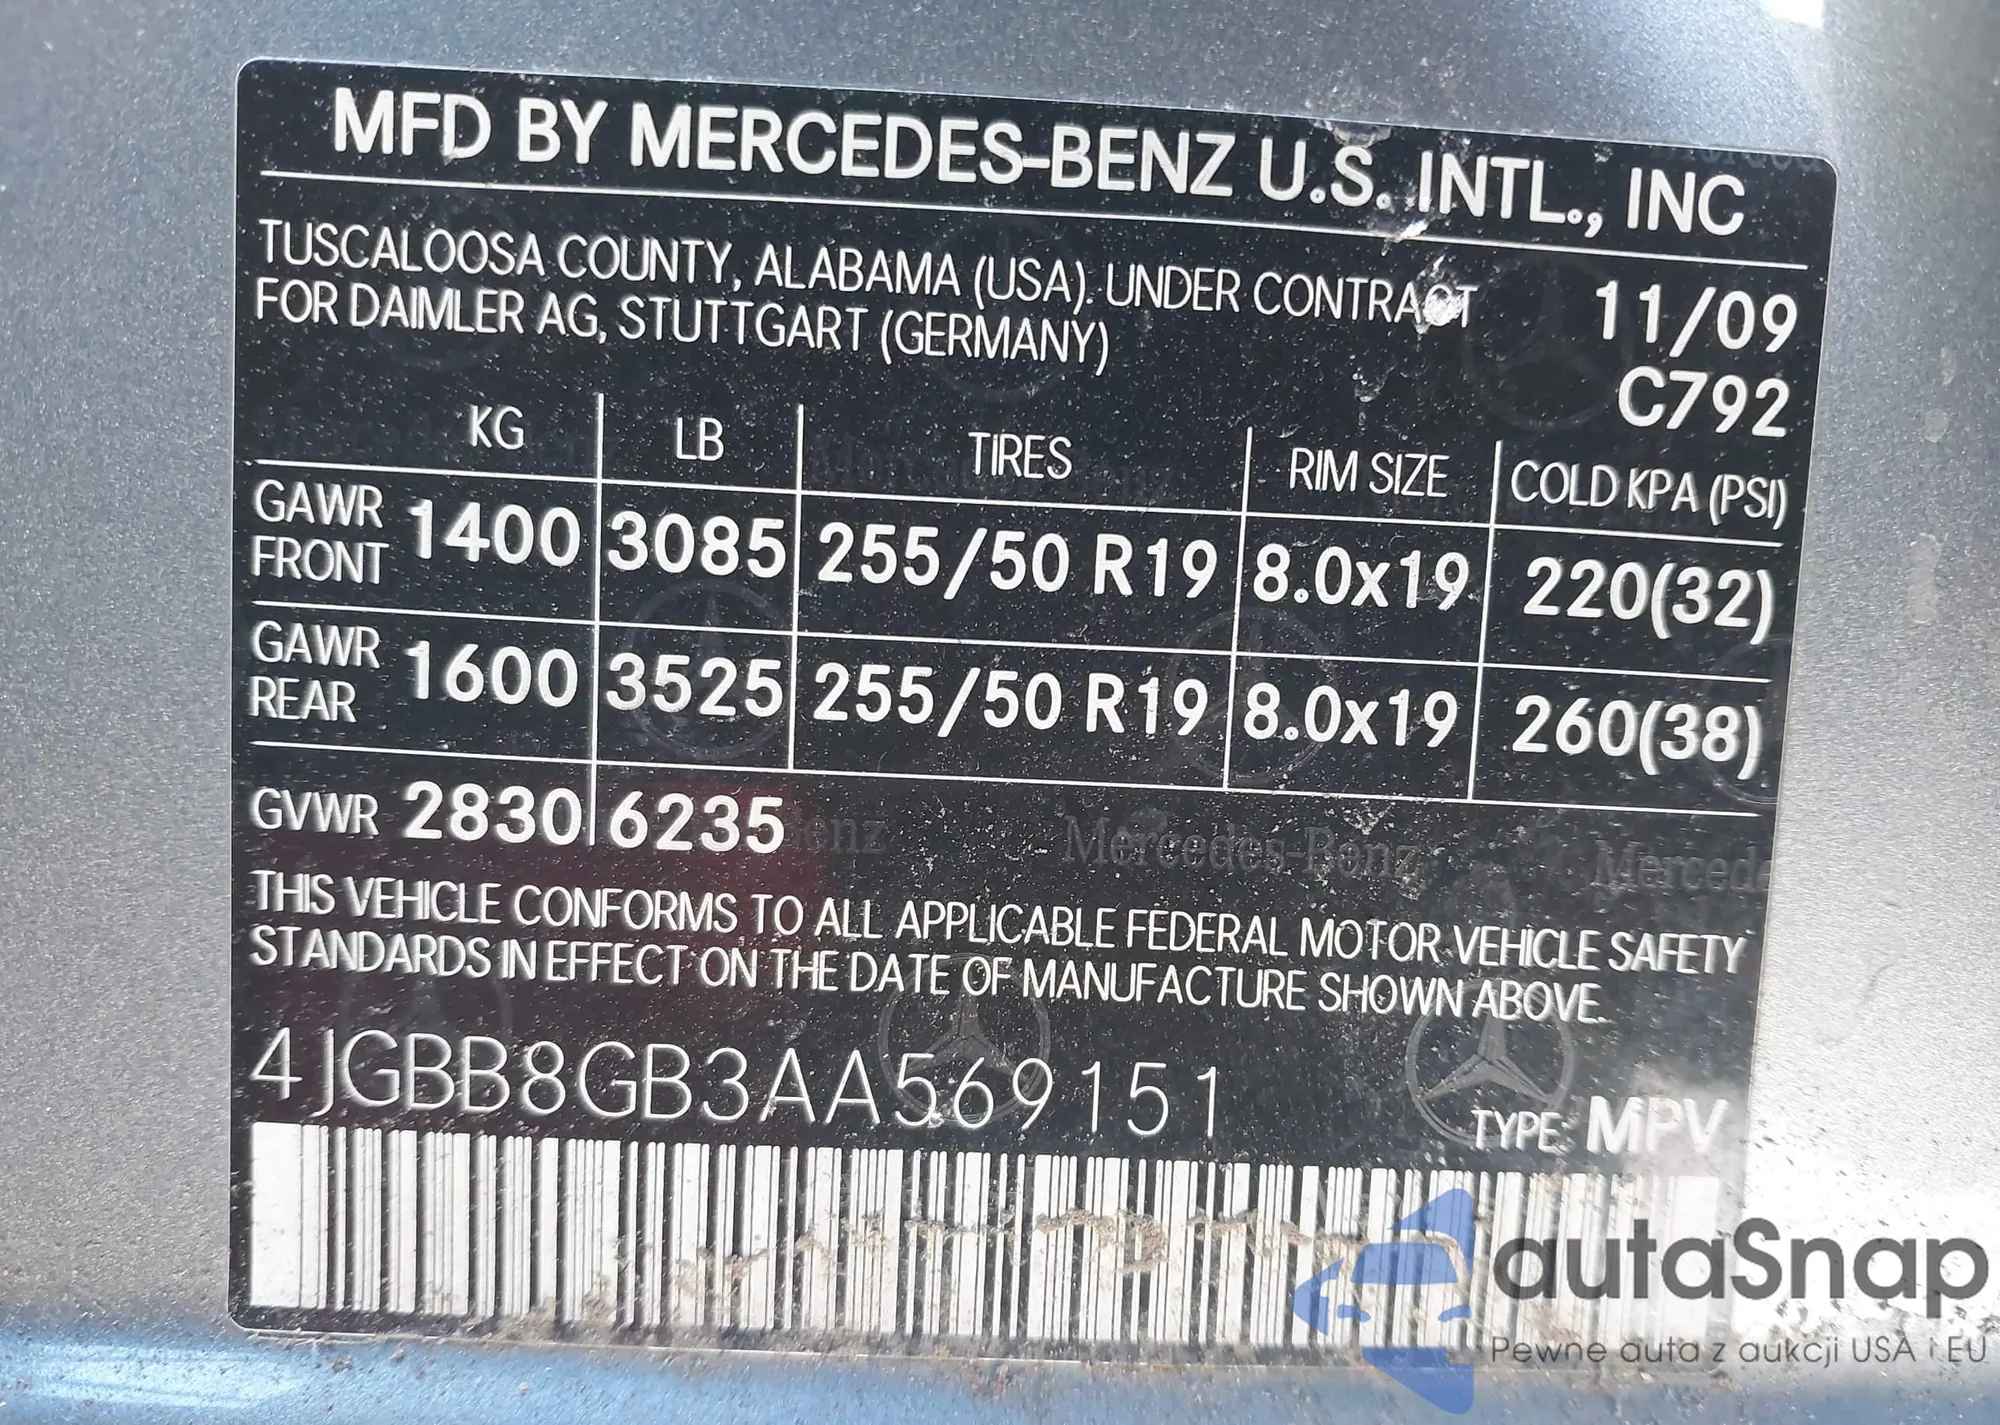 MFD BY MERCEDES-BENZ U.S. INTL., INC
TUSCALOOSA COUNTY, ALABAMA (USA). UNDER CONTRACT
FOR DAIMLER AG, STUTTGART (GERMANY)
11/09
C792
KG LB TIRES RIM SIZE COLD KPA (PSI)
GAWR FRONT 1400 3085 255/50 R19 8.0x19 220(32)
GAWR REAR 1600 3525 255/50 R19 8.0x19 260(38)
GVWR 2830 6235
Mercedes-Benz
THIS VEHICLE CONFORMS TO ALL APPLICABLE FEDERAL MOTOR VEHICLE SAFETY
STANDARDS IN EFFECT ON THE DATE OF MANUFACTURE SHOWN ABOVE.
4JGBB8GB3AA569151
TYPE: MPV
autaSnap
Pewne auta z aukcji USA i EU